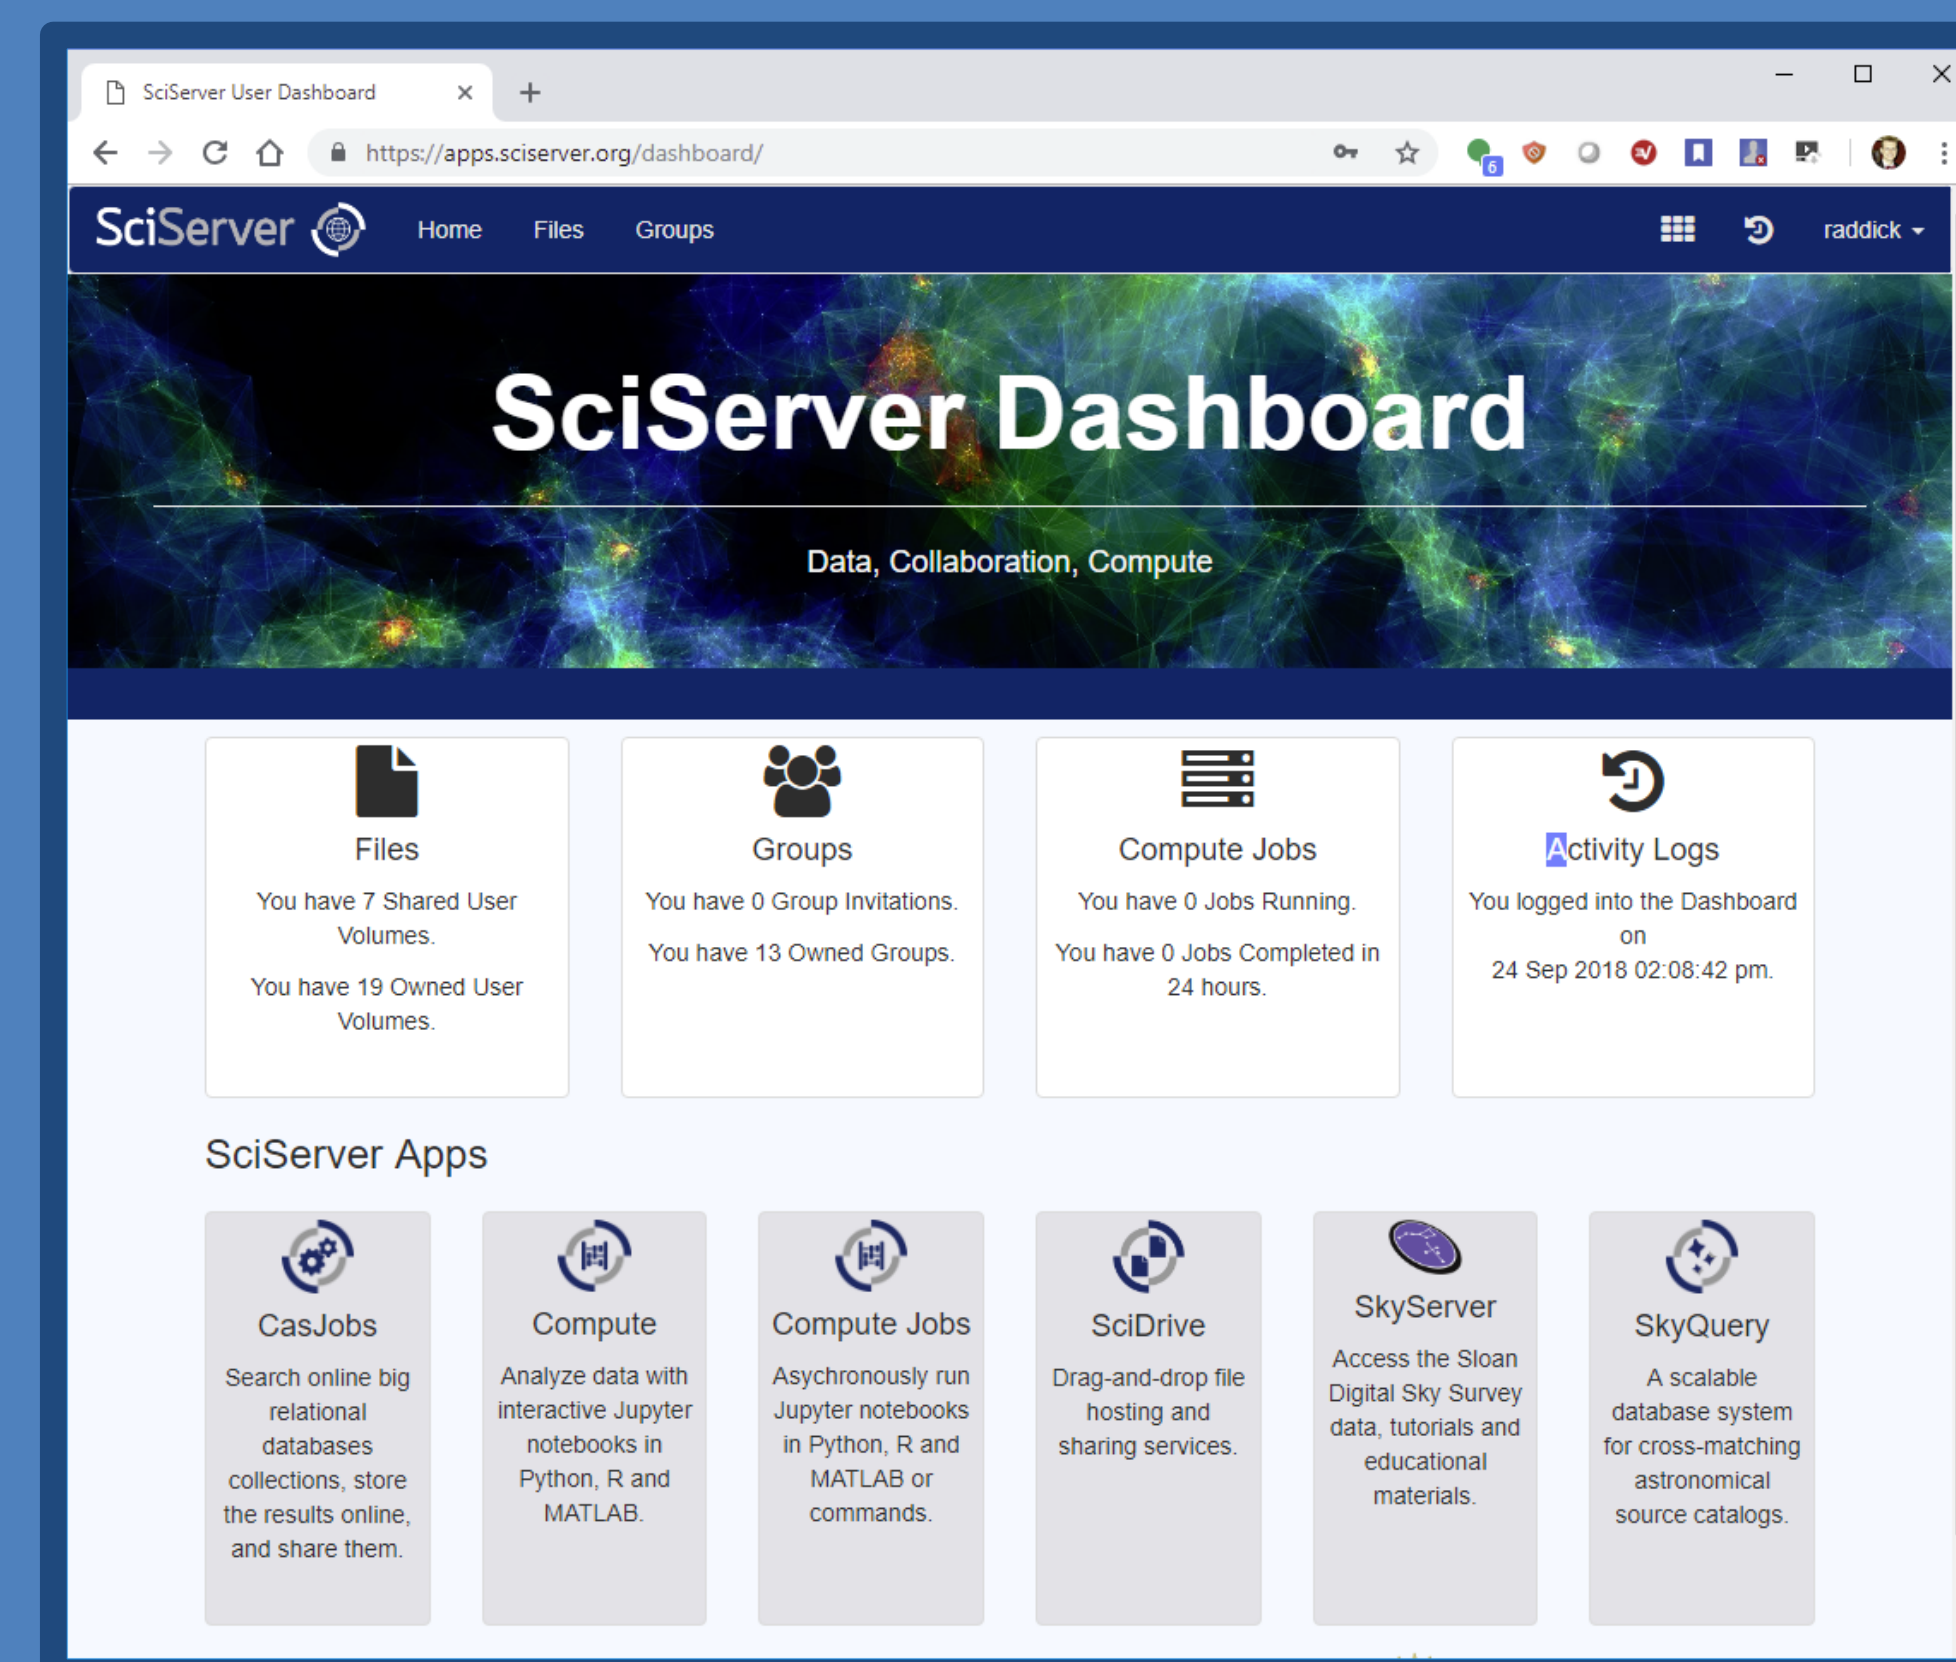 SciServer User Dashboard
https://apps.sciserver.org/dashboard/
6
SciServer
Home
Files
Groups
raddick
SciServer Dashboard
Data, Collaboration, Compute
Files
You have 7 Shared User
Volumes.
You have 19 Owned User
Volumes.
Groups
You have 0 Group Invitations.
You have 13 Owned Groups.
Compute Jobs
You have 0 Jobs Running.
You have 0 Jobs Completed in
24 hours.
Activity Logs
You logged into the Dashboard
on
24 Sep 2018 02:08:42 pm.
SciServer Apps
CasJobs
Search online big
relational
databases
collections, store
the results online,
and share them.
Compute
Analyze data with
interactive Jupyter
notebooks in
Python, R and
MATLAB.
Compute Jobs
Asychronously run
Jupyter notebooks
in Python, R and
MATLAB or
commands.
SciDrive
Drag-and-drop file
hosting and
sharing services.
SkyServer
Access the Sloan
Digital Sky Survey
data, tutorials and
educational
materials.
SkyQuery
A scalable
database system
for cross-matching
astronomical
source catalogs.